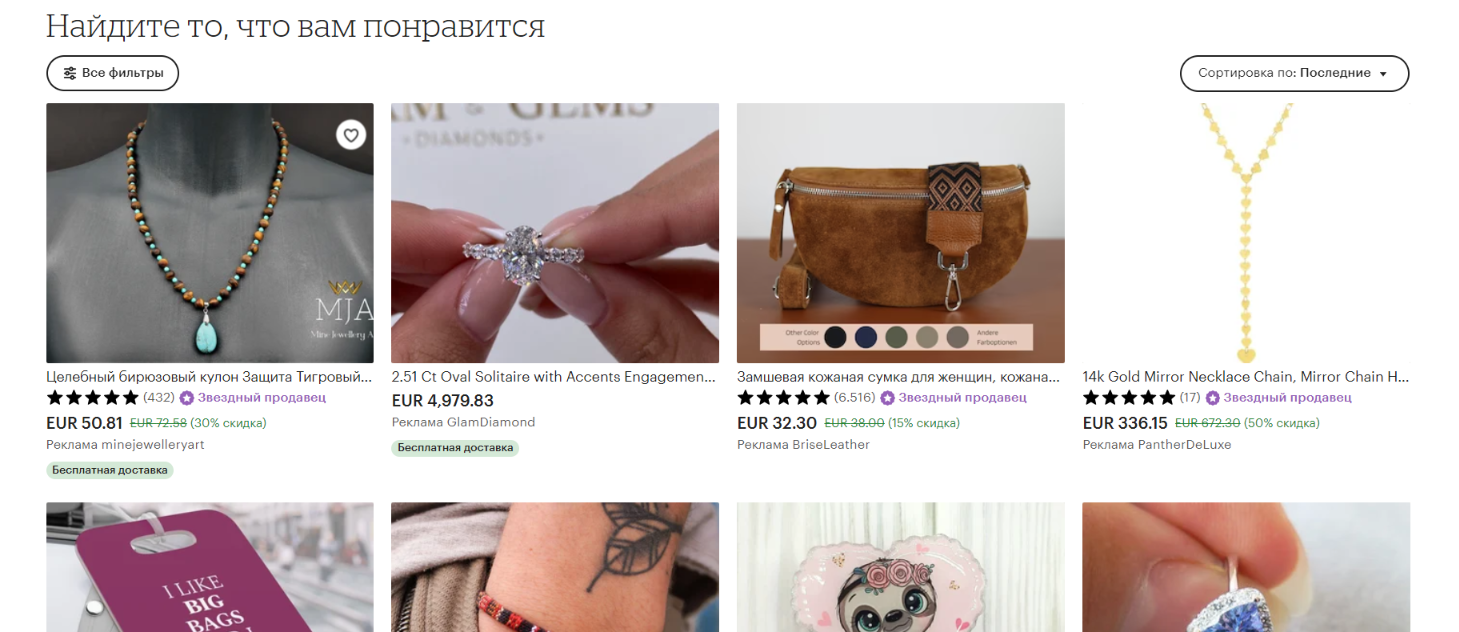 Найдите то, что вам понравится
Все фильтры
Сортировка по: Последние
AM & GEMS
•DIAMONDS•
MJA
Mine Jewellery A
Other Color
Options
Andere
Farboptionen
Целебный бирюзовый кулон Защита Тигровый...
(432) Звездный продавец
EUR 50.81 EUR 72.58 (30% скидка)
Реклама minejewelleryart
Бесплатная доставка
2.51 Ct Oval Solitaire with Accents Engagemen...
EUR 4,979.83
Реклама GlamDiamond
Бесплатная доставка
Замшевая кожаная сумка для женщин, кожана...
(6.516) Звездный продавец
EUR 32.30 EUR 38.00 (15% скидка)
Реклама BriseLeather
14k Gold Mirror Necklace Chain, Mirror Chain H...
(17) Звездный продавец
EUR 336.15 EUR 672.30 (50% скидка)
Реклама PantherDeLuxe
I LIKE
BIG
BAGS